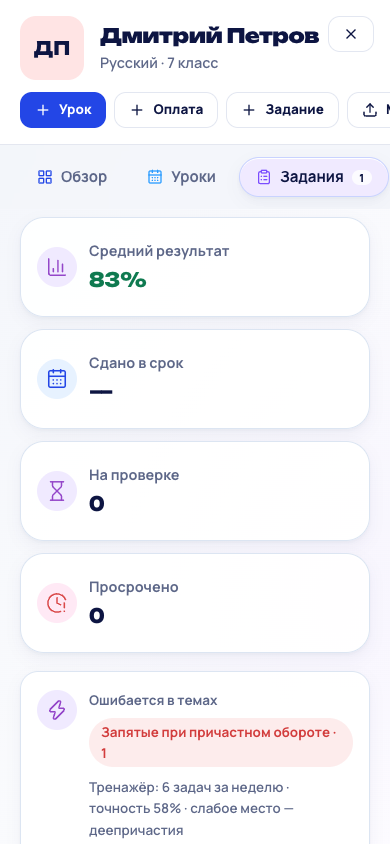 ДП
Дмитрий Петров
Русский · 7 класс
Урок
Оплата
Задание
Обзор
Уроки
Задания 1
Средний результат
83%
Сдано в срок
—
На проверке
0
Просрочено
0
Ошибается в темах
Запятые при причастном обороте ·
1
Тренажёр: 6 задач за неделю ·
точность 58% · слабое место —
деепричастия